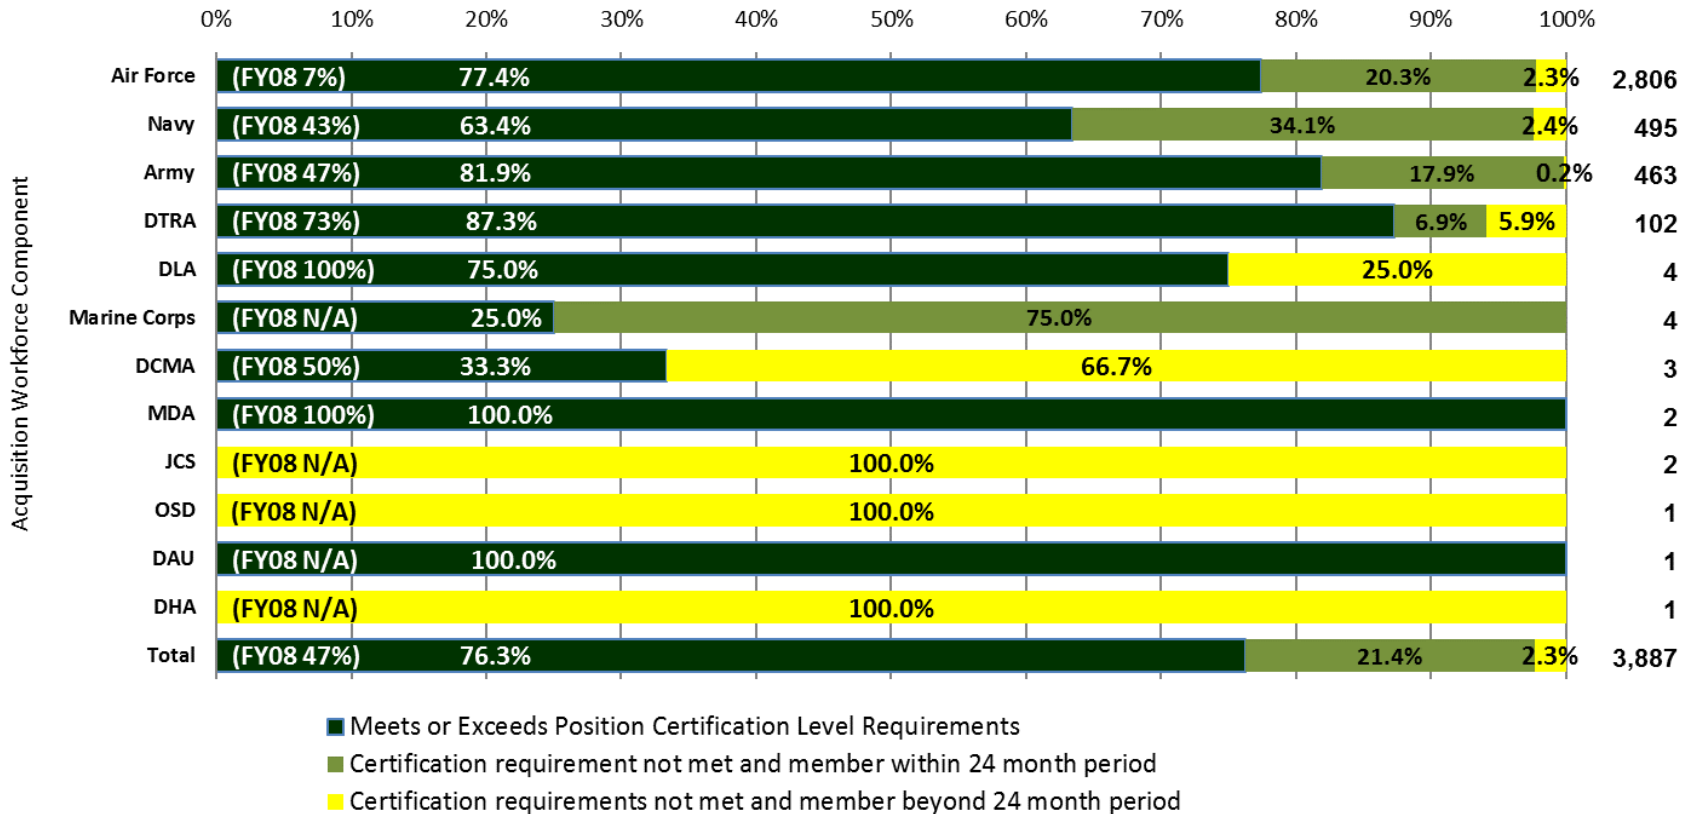 0% 10% 20% 30% 40% 50% 60% 70% 80% 90% 100%
Acquisition Workforce Component
Air Force (FY08 7%) 77.4% 20.3% 2.3% 2,806
Navy (FY08 43%) 63.4% 34.1% 2.4% 495
Army (FY08 47%) 81.9% 17.9% 0.2% 463
DTRA (FY08 73%) 87.3% 6.9% 5.9% 102
DLA (FY08 100%) 75.0% 25.0% 4
Marine Corps (FY08 N/A) 25.0% 75.0% 4
DCMA (FY08 50%) 33.3% 66.7% 3
MDA (FY08 100%) 100.0% 2
JCS (FY08 N/A) 100.0% 2
OSD (FY08 N/A) 100.0% 1
DAU (FY08 N/A) 100.0% 1
DHA (FY08 N/A) 100.0% 1
Total (FY08 47%) 76.3% 21.4% 2.3% 3,887
Meets or Exceeds Position Certification Level Requirements
Certification requirement not met and member within 24 month period
Certification requirements not met and member beyond 24 month period